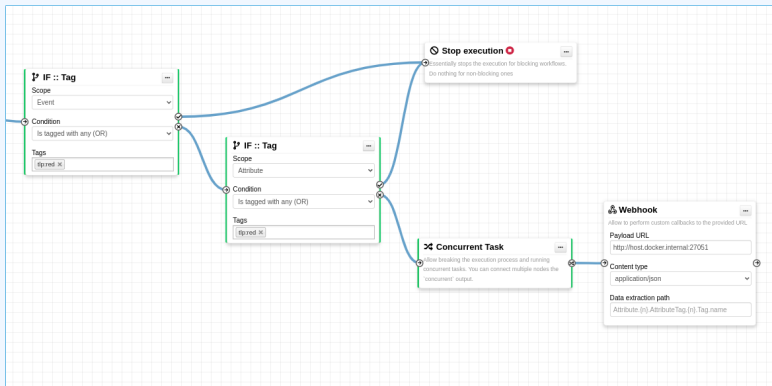 IF :: Tag
...
Scope
Event
Condition
Is tagged with any (OR)
Tags
tlp:red ×
IF :: Tag
...
Scope
Attribute
Condition
Is tagged with any (OR)
Tags
tlp:red ×
Stop execution
...
Essentially stops the execution for blocking workflows.
Do nothing for non-blocking ones
Concurrent Task
...
Allow breaking the execution process and running
concurrent tasks. You can connect multiple nodes the
`concurrent` output.
Webhook
...
Allow to perform custom callbacks to the provided URL
Payload URL
http://host.docker.internal:27051
Content type
application/json
Data extraction path
Attribute.{n}.AttributeTag.{n}.Tag.name